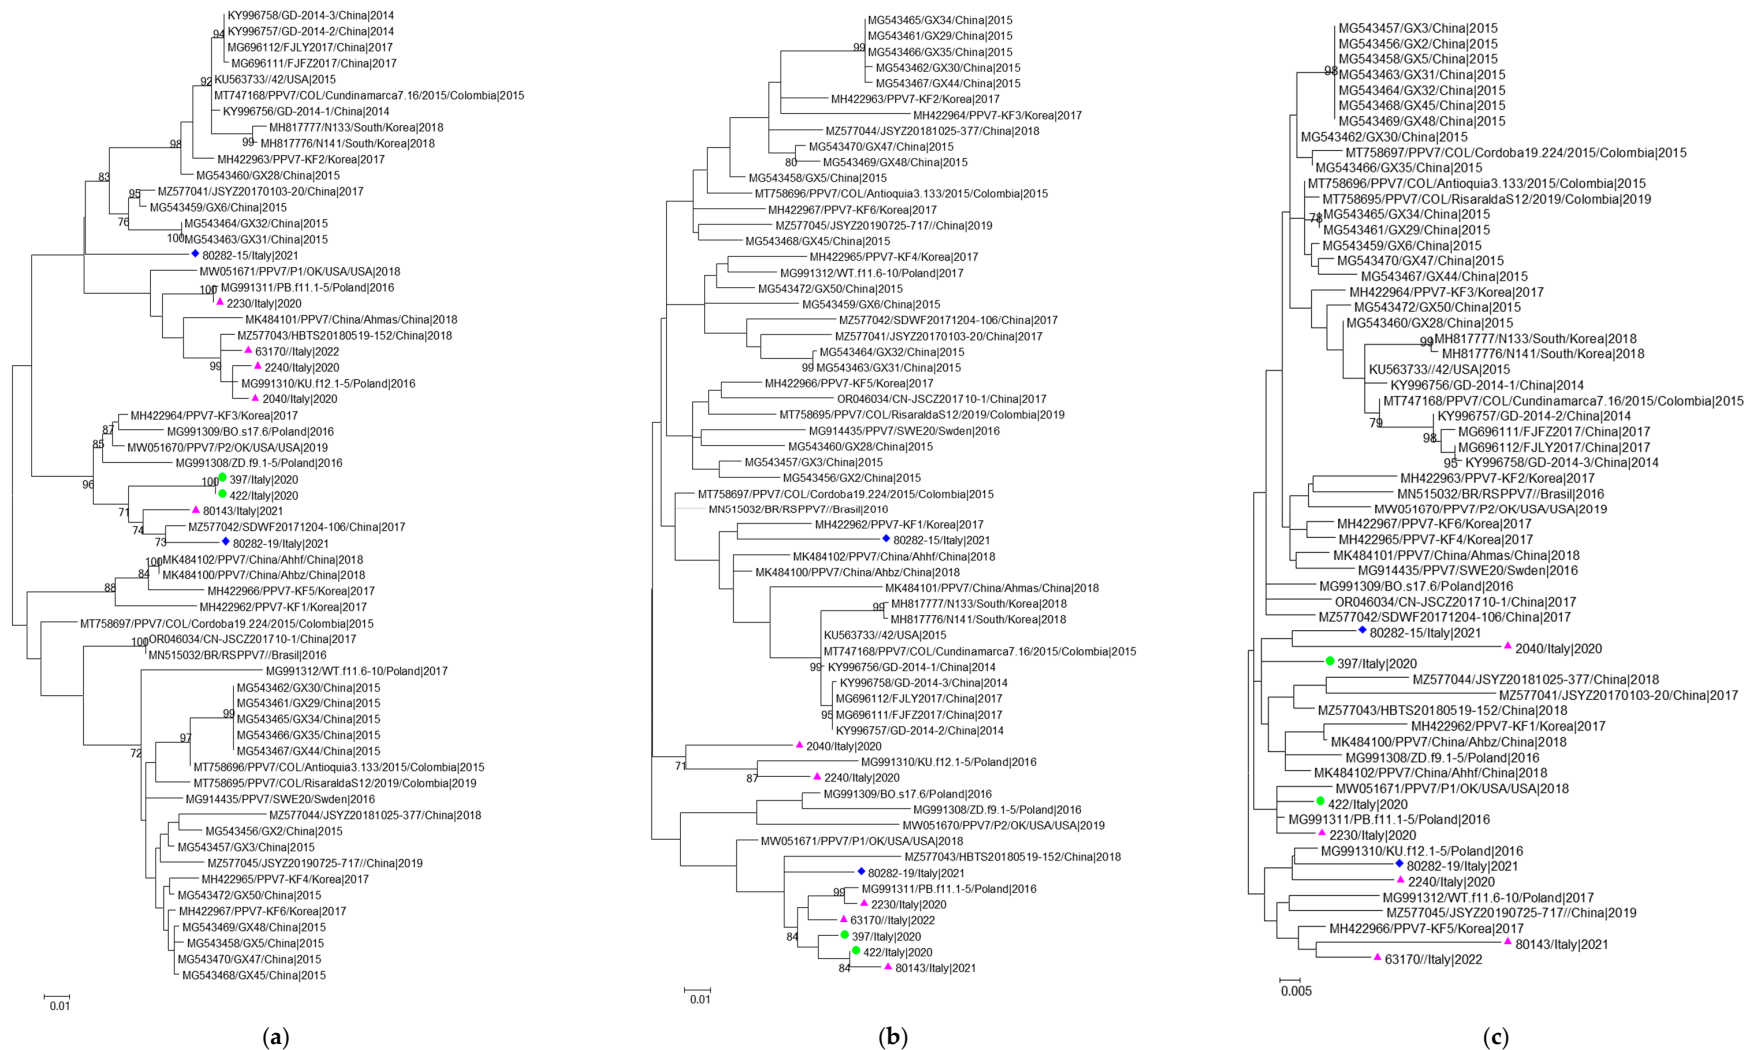 KY996758/GD-2014-3/China|2014
94
KY996757/GD-2014-2/China|2014
MG696112/FJLY2017/China|2017
MG696111/FJFZ2017/China|2017
92
KU563733//42/USA|2015
MT747168/PPV7/COL/Cundinamarca7.16/2015/Colombia|2015
KY996756/GD-2014-1/China|2014
MH817777/N133/South/Korea|2018
99
MH817776/N141/South/Korea|2018
98
MH422963/PPV7-KF2/Korea|2017
MG543460/GX28/China|2015
83
MZ577041/JSYZ20170103-20/China|2017
95
MG543459/GX6/China|2015
76
MG543464/GX32/China|2015
100
MG543463/GX31/China|2015
80282-15/Italy|2021
MW051671/PPV7/P1/OK/USA/USA|2018
MG991311/PB.f11.1-5/Poland|2016
100
2230/Italy|2020
MK484101/PPV7/China/Ahmas/China|2018
MZ577043/HBTS20180519-152/China|2018
63170//Italy|2022
99
2240/Italy|2020
MG991310/KU.f12.1-5/Poland|2016
2040/Italy|2020
MH422964/PPV7-KF3/Korea|2017
87
MG991309/BO.s17.6/Poland|2016
85
MW051670/PPV7/P2/OK/USA/USA|2019
MG991308/ZD.f9.1-5/Poland|2016
96
397/Italy|2020
100
422/Italy|2020
71
80143/Italy|2021
74
MZ577042/SDWF20171204-106/China|2017
73
80282-19/Italy|2021
MK484102/PPV7/China/Ahhf/China|2018
100
84
MK484100/PPV7/China/Ahbz/China|2018
88
MH422966/PPV7-KF5/Korea|2017
MH422962/PPV7-KF1/Korea|2017
MT758697/PPV7/COL/Cordoba19.224/2015/Colombia|2015
OR046034/CN-JSCZ201710-1/China|2017
100
MN515032/BR/RSPPV7//Brasil|2016
MG991312/WT.f11.6-10/Poland|2017
MG543462/GX30/China|2015
MG543461/GX29/China|2015
99
MG543465/GX34/China|2015
MG543466/GX35/China|2015
97
MG543467/GX44/China|2015
72
MT758696/PPV7/COL/Antioquia3.133/2015/Colombia|2015
MT758695/PPV7/COL/RisaraldaS12/2019/Colombia|2019
MG914435/PPV7/SWE20/Swden|2016
MZ577044/JSYZ20181025-377/China|2018
MG543456/GX2/China|2015
MG543457/GX3/China|2015
MZ577045/JSYZ20190725-717//China|2019
MH422965/PPV7-KF4/Korea|2017
MG543472/GX50/China|2015
MH422967/PPV7-KF6/Korea|2017
MG543469/GX48/China|2015
MG543458/GX5/China|2015
MG543470/GX47/China|2015
MG543468/GX45/China|2015
0.01
(a)
MG543465/GX34/China|2015
MG543461/GX29/China|2015
99
MG543466/GX35/China|2015
MG543462/GX30/China|2015
MG543467/GX44/China|2015
MH422963/PPV7-KF2/Korea|2017
MH422964/PPV7-KF3/Korea|2017
MZ577044/JSYZ20181025-377/China|2018
MG543470/GX47/China|2015
80
MG543469/GX48/China|2015
MG543458/GX5/China|2015
MT758696/PPV7/COL/Antioquia3.133/2015/Colombia|2015
MH422967/PPV7-KF6/Korea|2017
MZ577045/JSYZ20190725-717//China|2019
MG543468/GX45/China|2015
MH422965/PPV7-KF4/Korea|2017
MG991312/WT.f11.6-10/Poland|2017
MG543472/GX50/China|2015
MG543459/GX6/China|2015
MZ577042/SDWF20171204-106/China|2017
MZ577041/JSYZ20170103-20/China|2017
MG543464/GX32/China|2015
99
MG543463/GX31/China|2015
MH422966/PPV7-KF5/Korea|2017
OR046034/CN-JSCZ201710-1/China|2017
MT758695/PPV7/COL/RisaraldaS12/2019/Colombia|2019
MG914435/PPV7/SWE20/Swden|2016
MG543460/GX28/China|2015
MG543457/GX3/China|2015
MG543456/GX2/China|2015
MT758697/PPV7/COL/Cordoba19.224/2015/Colombia|2015
MN515032/BR/RSPPV7//Brasil|2016
MH422962/PPV7-KF1/Korea|2017
80282-15/Italy|2021
MK484102/PPV7/China/Ahhf/China|2018
MK484100/PPV7/China/Ahbz/China|2018
MK484101/PPV7/China/Ahmas/China|2018
MH817777/N133/South/Korea|2018
99
MH817776/N141/South/Korea|2018
KU563733//42/USA|2015
MT747168/PPV7/COL/Cundinamarca7.16/2015/Colombia|2015
99
KY996756/GD-2014-1/China|2014
KY996758/GD-2014-3/China|2014
MG696112/FJLY2017/China|2017
95
MG696111/FJFZ2017/China|2017
KY996757/GD-2014-2/China|2014
2040/Italy|2020
71
MG991310/KU.f12.1-5/Poland|2016
87
2240/Italy|2020
MG991309/BO.s17.6/Poland|2016
MG991308/ZD.f9.1-5/Poland|2016
MW051670/PPV7/P2/OK/USA/USA|2019
MW051671/PPV7/P1/OK/USA/USA|2018
MZ577043/HBTS20180519-152/China|2018
80282-19/Italy|2021
MG991311/PB.f11.1-5/Poland|2016
99
2230/Italy|2020
63170//Italy|2022
84
397/Italy|2020
422/Italy|2020
84
80143/Italy|2021
0.01
(b)
MG543457/GX3/China|2015
MG543456/GX2/China|2015
MG543458/GX5/China|2015
98
MG543463/GX31/China|2015
MG543464/GX32/China|2015
MG543468/GX45/China|2015
MG543469/GX48/China|2015
MG543462/GX30/China|2015
MT758697/PPV7/COL/Cordoba19.224/2015/Colombia|2015
MG543466/GX35/China|2015
MT758696/PPV7/COL/Antioquia3.133/2015/Colombia|2015
MT758695/PPV7/COL/RisaraldaS12/2019/Colombia|2019
78
MG543465/GX34/China|2015
MG543461/GX29/China|2015
MG543459/GX6/China|2015
MG543470/GX47/China|2015
MG543467/GX44/China|2015
MH422964/PPV7-KF3/Korea|2017
MG543472/GX50/China|2015
MG543460/GX28/China|2015
MH817777/N133/South/Korea|2018
99
MH817776/N141/South/Korea|2018
KU563733//42/USA|2015
KY996756/GD-2014-1/China|2014
MT747168/PPV7/COL/Cundinamarca7.16/2015/Colombia|2015
79
KY996757/GD-2014-2/China|2014
MG696111/FJFZ2017/China|2017
98
MG696112/FJLY2017/China|2017
95
KY996758/GD-2014-3/China|2014
MH422963/PPV7-KF2/Korea|2017
MN515032/BR/RSPPV7//Brasil|2016
MW051670/PPV7/P2/OK/USA/USA|2019
MH422967/PPV7-KF6/Korea|2017
MH422965/PPV7-KF4/Korea|2017
MK484101/PPV7/China/Ahmas/China|2018
MG914435/PPV7/SWE20/Swden|2016
MG991309/BO.s17.6/Poland|2016
OR046034/CN-JSCZ201710-1/China|2017
MZ577042/SDWF20171204-106/China|2017
80282-15/Italy|2021
2040/Italy|2020
397/Italy|2020
MZ577044/JSYZ20181025-377/China|2018
MZ577041/JSYZ20170103-20/China|2017
MZ577043/HBTS20180519-152/China|2018
MH422962/PPV7-KF1/Korea|2017
MK484100/PPV7/China/Ahbz/China|2018
MG991308/ZD.f9.1-5/Poland|2016
MK484102/PPV7/China/Ahhf/China|2018
MW051671/PPV7/P1/OK/USA/USA|2018
422/Italy|2020
MG991311/PB.f11.1-5/Poland|2016
2230/Italy|2020
MG991310/KU.f12.1-5/Poland|2016
80282-19/Italy|2021
2240/Italy|2020
MG991312/WT.f11.6-10/Poland|2017
MZ577045/JSYZ20190725-717//China|2019
MH422966/PPV7-KF5/Korea|2017
80143/Italy|2021
63170//Italy|2022
0.005
(c)